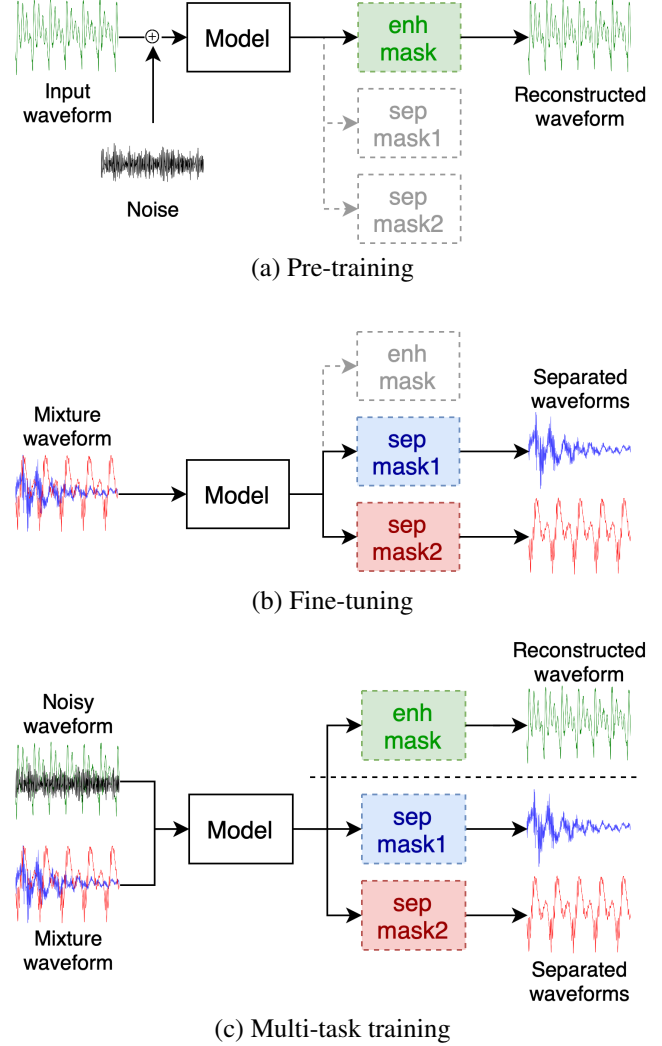 Input
waveform
Noise
Model
enh
mask
sep
mask1
sep
mask2
Reconstructed
waveform
(a) Pre-training
Mixture
waveform
Model
enh
mask
sep
mask1
sep
mask2
Separated
waveforms
(b) Fine-tuning
Noisy
waveform
Mixture
waveform
Model
enh
mask
sep
mask1
sep
mask2
Reconstructed
waveform
Separated
waveforms
(c) Multi-task training